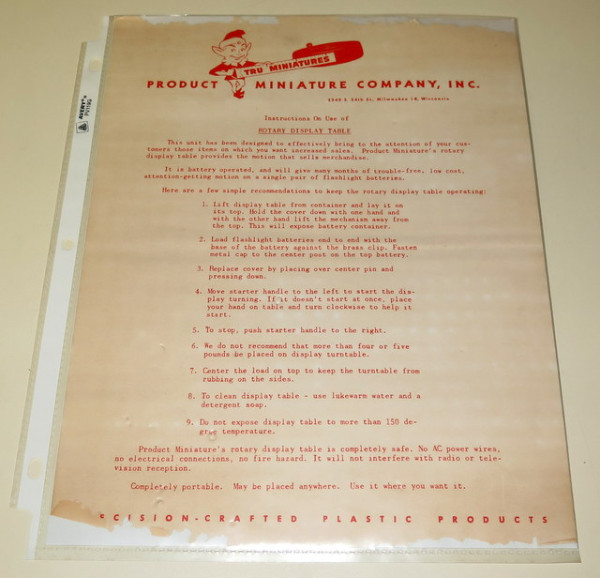 TRU MINIATURES
PRODUCT MINIATURE COMPANY, INC.
Milwaukee 14, Wisconsin
AVERY®
Instructions On Use of
ROTARY DISPLAY TABLE
This unit has been designed to effectively bring to the attention of your cus-
tomers those items on which you want increased sales. Product Miniature's rotary
display table provides the motion that sells merchandise.
It is battery operated, and will give many months of trouble-free, low cost,
attention-getting motion on a single pair of flashlight batteries.
Here are a few simple recommendations to keep the rotary display table operating:
1. Lift display table from container and lay it on
its top. Hold the cover down with one hand and
with the other hand lift the mechanism away from
the top. This will expose battery container.
2. Load flashlight batteries end to end with the
base of the battery against the brass clip. Fasten
metal cap to the center post on the top battery.
3. Replace cover by placing over center pin and
pressing down.
4. Move starter handle to the left to start the dis-
play turning. If it doesn't start at once, place
your hand on table and turn clockwise to help it
start.
5. To stop, push starter handle to the right.
6. We do not recommend that more than four or five
pounds be placed on display turntable.
7. Center the load on top to keep the turntable from
rubbing on the sides.
8. To clean display table - use lukewarm water and a
detergent soap.
9. Do not expose display table to more than 150 de-
gree temperature.
Product Miniature's rotary display table is completely safe. No AC power wires,
no electrical connections, no fire hazard. It will not interfere with radio or tele-
vision reception.
Completely portable. May be placed anywhere. Use it where you want it.
ECISION-CRAFTED PLASTIC PRODUCTS